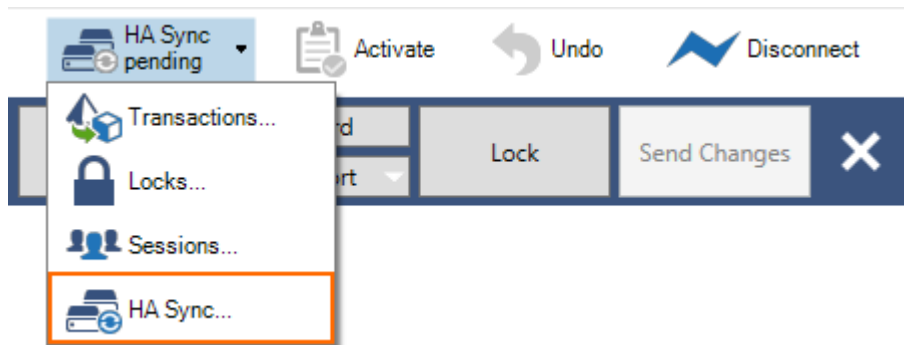 HA Sync
pending
Activate
Undo
Disconnect
Transactions...
Locks...
Sessions...
HA Sync...
rd
rt
Lock
Send Changes